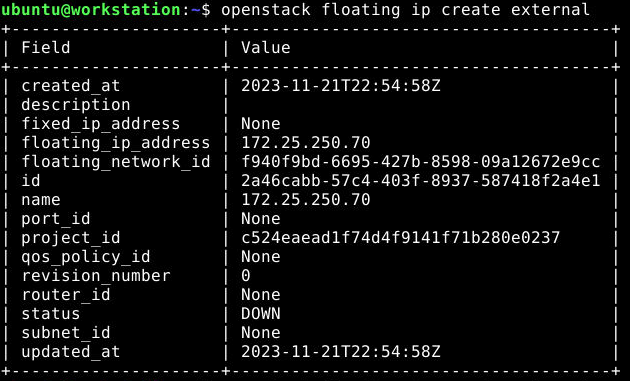 ubuntu@workstation:~$ openstack floating ip create external
+---------------------+--------------------------------------+
| Field               | Value                                |
+---------------------+--------------------------------------+
| created_at          | 2023-11-21T22:54:58Z                 |
| description         |                                      |
| fixed_ip_address    | None                                 |
| floating_ip_address | 172.25.250.70                        |
| floating_network_id | f940f9bd-6695-427b-8598-09a12672e9cc |
| id                  | 2a46cabb-57c4-403f-8937-587418f2a4e1 |
| name                | 172.25.250.70                        |
| port_id             | None                                 |
| project_id          | c524eaead1f74d4f9141f71b280e0237     |
| qos_policy_id       | None                                 |
| revision_number     | 0                                    |
| router_id           | None                                 |
| status              | DOWN                                 |
| subnet_id           | None                                 |
| updated_at          | 2023-11-21T22:54:58Z                 |
+---------------------+--------------------------------------+